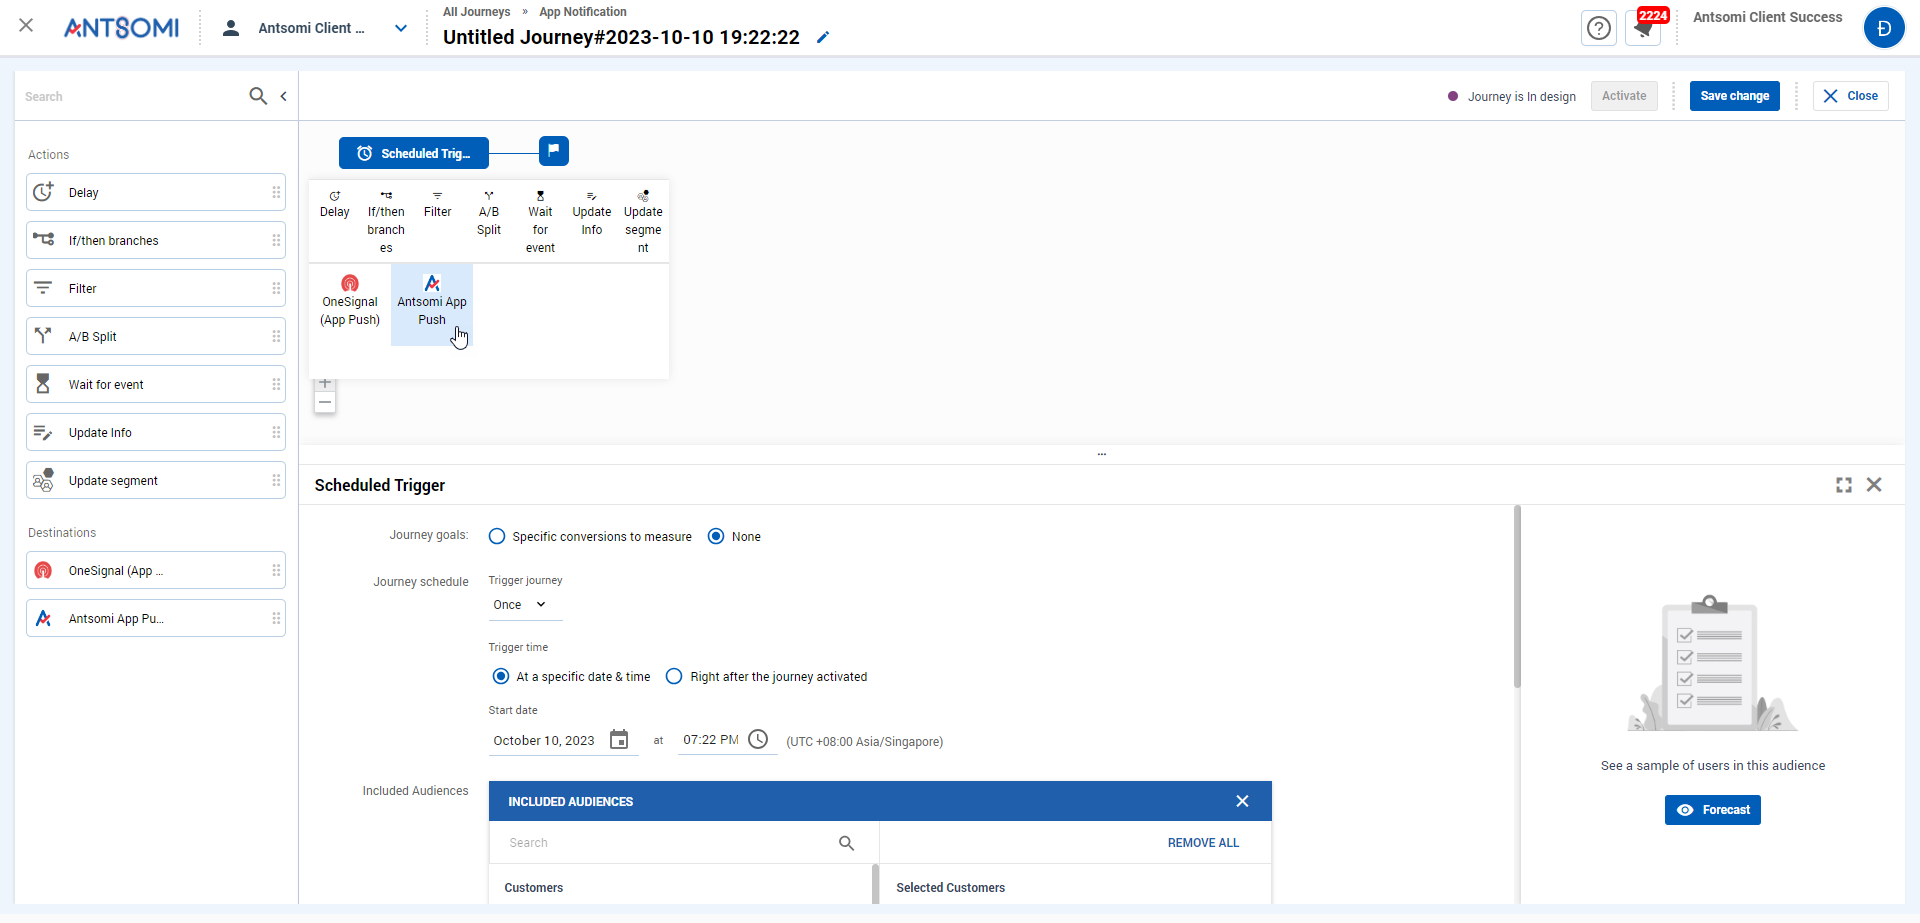 ANTSOMI
Antsomi Client ...
All Journeys » App Notification
Untitled Journey#2023-10-10 19:22:22
2224
Antsomi Client Success
Đ
Search
Journey is In design
Activate
Save change
Close
Actions
Delay
If/then branches
Filter
A/B Split
Wait for event
Update Info
Update segment
Destinations
OneSignal (App ...
Antsomi App Pu...
Scheduled Trig...
Delay
If/then
branch
es
Filter
A/B
Split
Wait
for
event
Update
Info
Update
segme
nt
OneSignal
(App Push)
Antsomi App
Push
...
Scheduled Trigger
Journey goals:
Specific conversions to measure
None
Journey schedule
Trigger journey
Once
Trigger time
At a specific date & time
Right after the journey activated
Start date
October 10, 2023
at
07:22 PM
(UTC +08:00 Asia/Singapore)
Included Audiences
INCLUDED AUDIENCES
Search
REMOVE ALL
Customers
Selected Customers
See a sample of users in this audience
Forecast